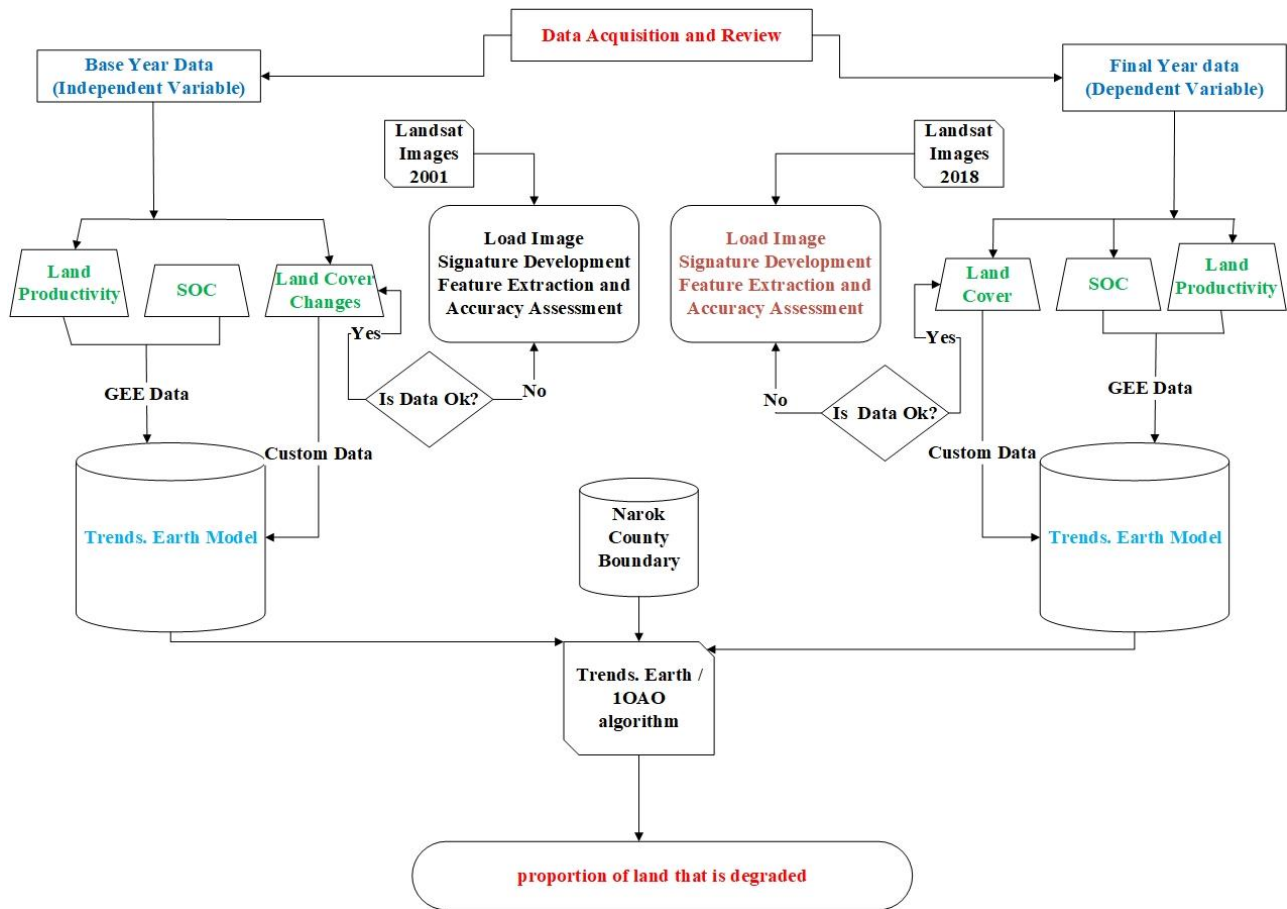 Data Acquisition and Review
Base Year Data
(Independent Variable)
Final Year data
(Dependent Variable)
Landsat
Images
2001
Landsat
Images
2018
Land
Productivity
SOC
Land Cover
Changes
Load Image
Signature Development
Feature Extraction and
Accuracy Assessment
Load Image
Signature Development
Feature Extraction and
Accuracy Assessment
Land
Cover
SOC
Land
Productivity
Yes
Is Data Ok?
No
No
Is Data Ok?
Yes
GEE Data
Custom Data
Custom Data
GEE Data
Trends. Earth Model
Narok
County
Boundary
Trends. Earth Model
Trends. Earth /
1OAO
algorithm
proportion of land that is degraded